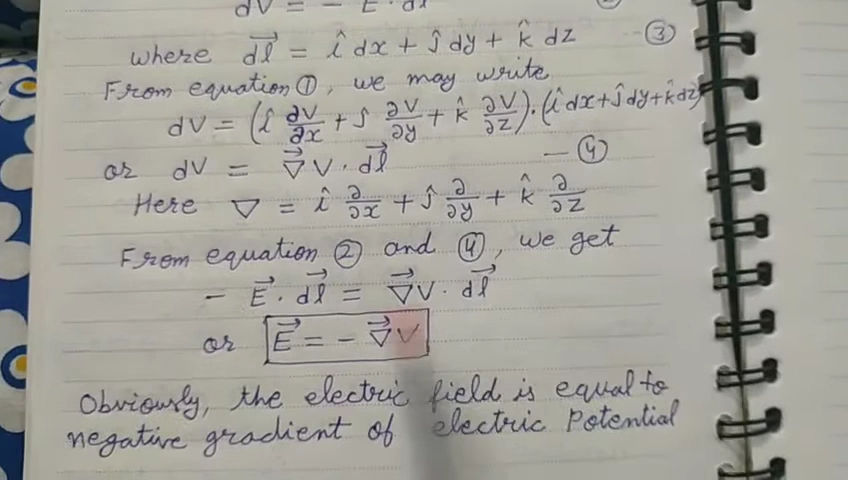 dV = - E . dl
where dl⃗ = î dx + ĵ dy + k̂ dz — ③
From equation ①, we may write
dV = (î ∂V/∂x + ĵ ∂V/∂y + k̂ ∂V/∂z) . (î dx + ĵ dy + k̂ dz)
or dV = ∇⃗ V . dl⃗ — ④
Here ∇ = î ∂/∂x + ĵ ∂/∂y + k̂ ∂/∂z
From equation ② and ④, we get
- E⃗ . dl⃗ = ∇⃗ V . dl⃗
or E⃗ = - ∇⃗ V
Obviously, the electric field is equal to
negative gradient of electric Potential